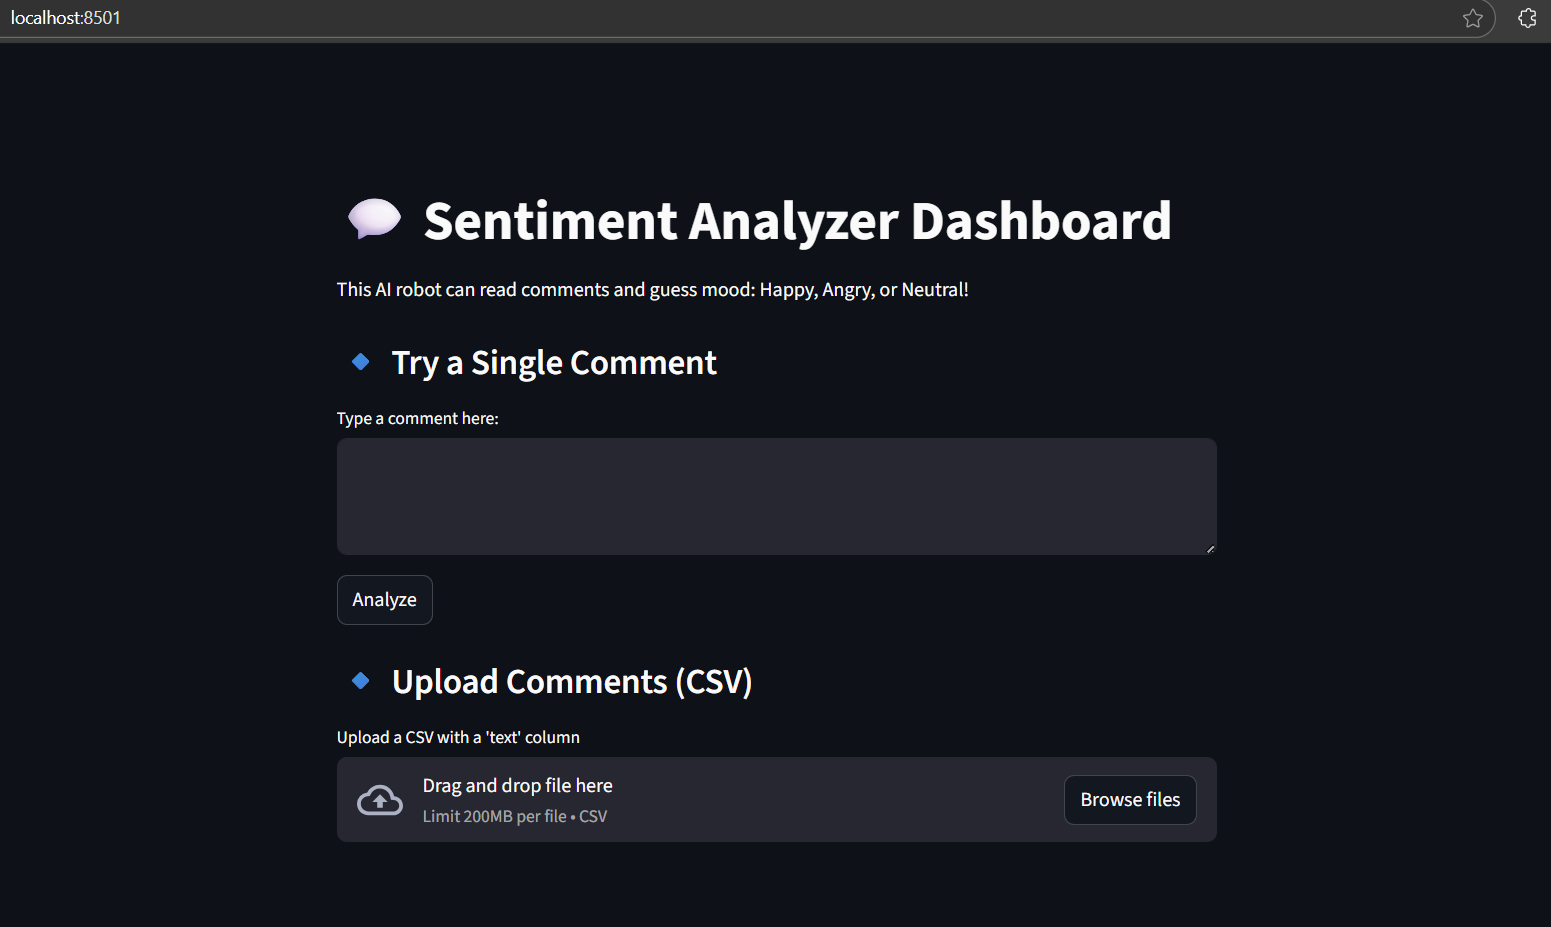 localhost:8501
Sentiment Analyzer Dashboard
This AI robot can read comments and guess mood: Happy, Angry, or Neutral!
Try a Single Comment
Type a comment here:
Analyze
Upload Comments (CSV)
Upload a CSV with a 'text' column
Drag and drop file here
Limit 200MB per file • CSV
Browse files